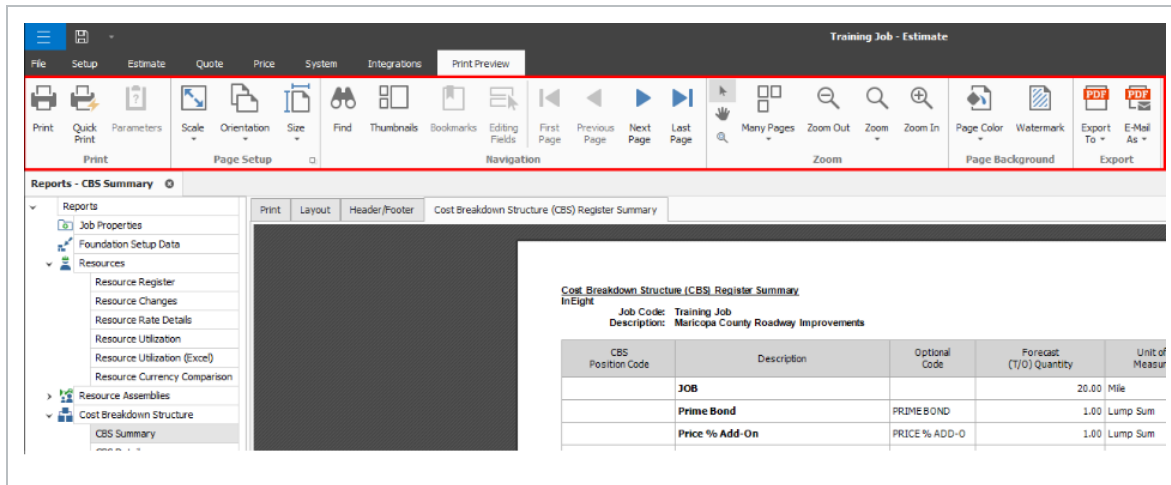 Training Job - Estimate
File Setup Estimate Quote Price System Integrations Print Preview
Print Quick Print Parameters Scale Orientation Size Find Thumbnails Bookmarks Editing Fields First Page Previous Page Next Page Last Page Many Pages Zoom Out Zoom Zoom In Page Color Watermark PDF Export To PDF E-Mail As
Print Page Setup Navigation Zoom Page Background Export
Reports - CBS Summary
Reports
Job Properties
Foundation Setup Data
Resources
Resource Register
Resource Changes
Resource Rate Details
Resource Utilization
Resource Utilization (Excel)
Resource Currency Comparison
Resource Assemblies
Cost Breakdown Structure
CBS Summary
Print Layout Header/Footer Cost Breakdown Structure (CBS) Register Summary
Cost Breakdown Structure (CBS) Register Summary
InEight
Job Code: Training Job
Description: Maricopa County Roadway Improvements
CBS Position Code Description Optional Code Forecast (T/O) Quantity Unit of
JOB 20.00 Mile
Prime Bond PRIMEBOND 1.00 Lump Sum
Price % Add-On PRICE % ADD-O 1.00 Lump Sum